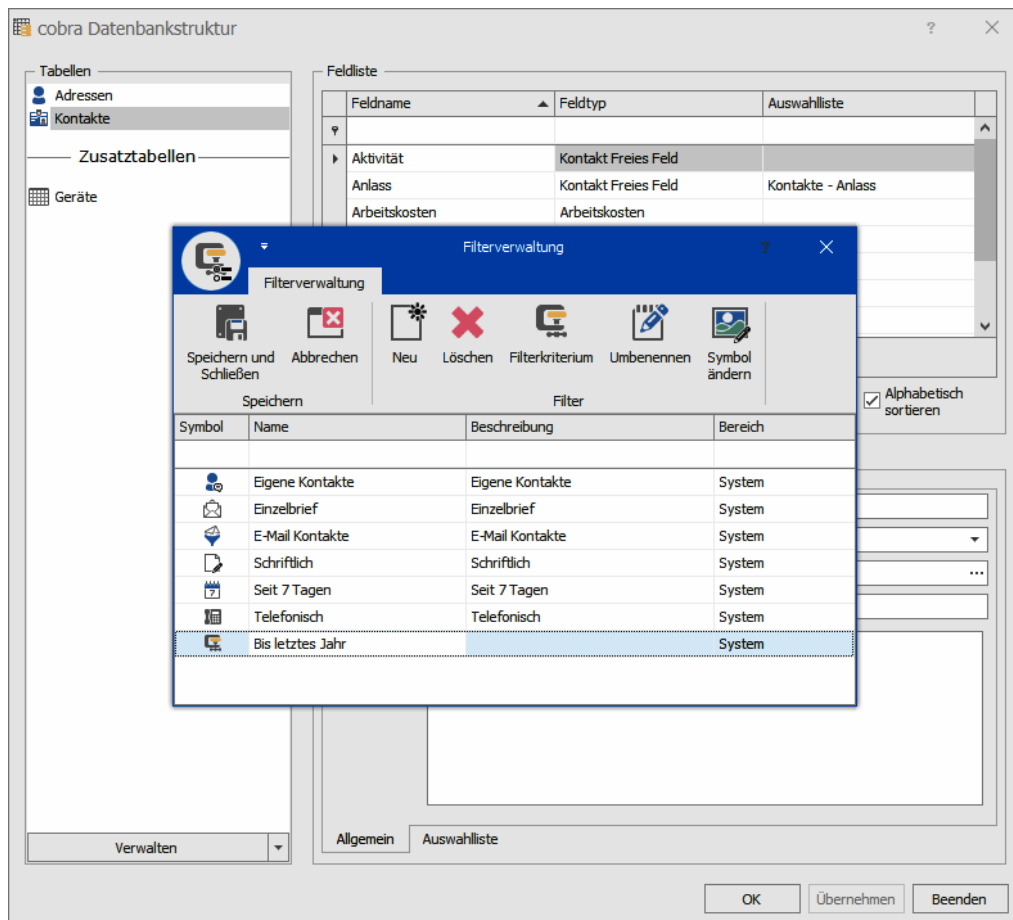 cobra Datenbankstruktur
?
Tabellen
Adressen
Kontakte
Zusatztabellen
Geräte
Verwalten
Feldliste
Feldname Feldtyp Auswahlliste
Aktivität Kontakt Freies Feld
Anlass Kontakt Freies Feld Kontakte - Anlass
Arbeitskosten Arbeitskosten
Alphabetisch
sortieren
Filterverwaltung
?
Filterverwaltung
Speichern und
Schließen
Abbrechen
Neu
Löschen
Filterkriterium
Umbenennen
Symbol
ändern
Speichern
Filter
Symbol Name Beschreibung Bereich
Eigene Kontakte Eigene Kontakte System
Einzelbrief Einzelbrief System
E-Mail Kontakte E-Mail Kontakte System
Schriftlich Schriftlich System
7 Seit 7 Tagen Seit 7 Tagen System
Telefonisch Telefonisch System
Bis letztes Jahr System
...
Allgemein Auswahlliste
OK Übernehmen Beenden